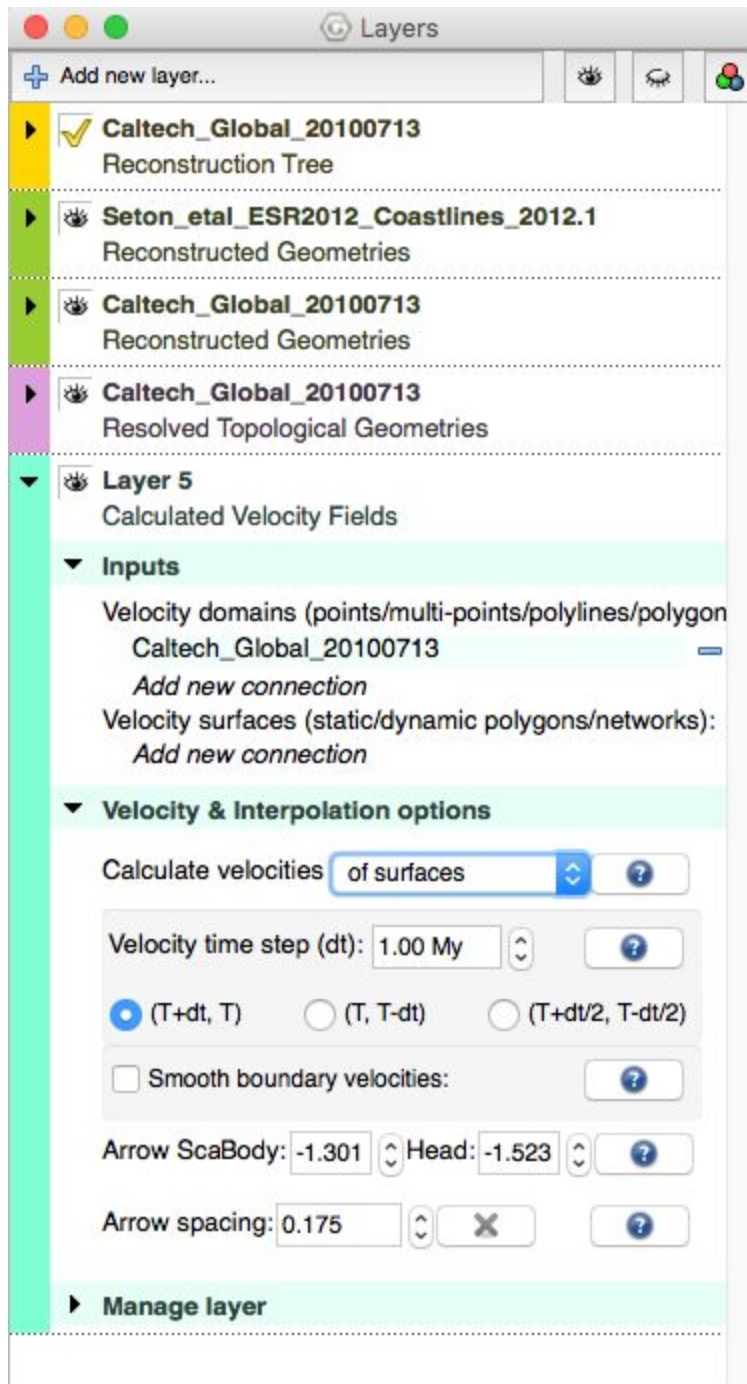 Layers
Add new layer...
Caltech_Global_20100713
Reconstruction Tree
Seton_etal_ESR2012_Coastlines_2012.1
Reconstructed Geometries
Caltech_Global_20100713
Reconstructed Geometries
Caltech_Global_20100713
Resolved Topological Geometries
Layer 5
Calculated Velocity Fields
Inputs
Velocity domains (points/multi-points/polylines/polygon
Caltech_Global_20100713
Add new connection
Velocity surfaces (static/dynamic polygons/networks):
Add new connection
Velocity & Interpolation options
Calculate velocities of surfaces ?
Velocity time step (dt): 1.00 My ?
(T+dt, T) (T, T-dt) (T+dt/2, T-dt/2)
Smooth boundary velocities: ?
Arrow ScaBody: -1.301 Head: -1.523 ?
Arrow spacing: 0.175 ?
Manage layer